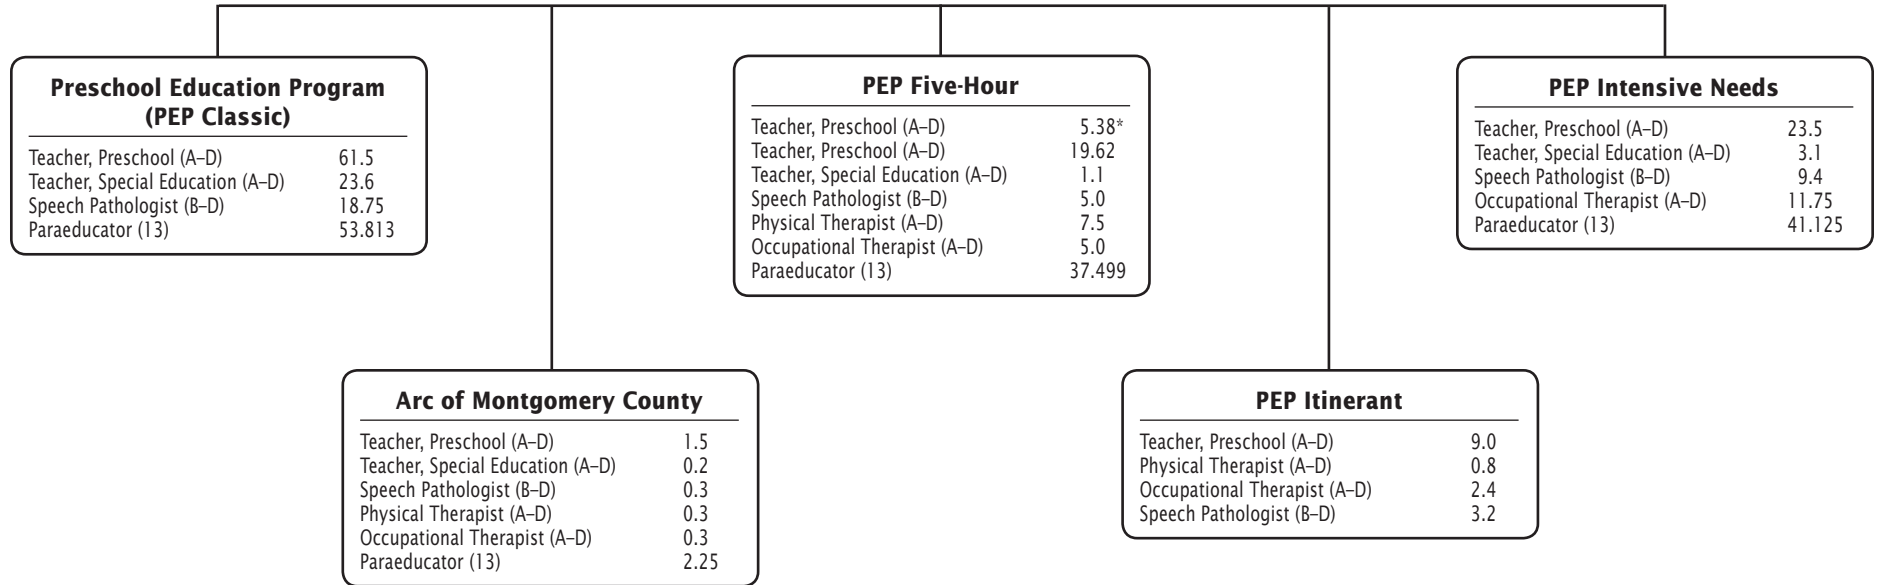 Preschool Education Program
(PEP Classic)
Teacher, Preschool (A–D) 61.5
Teacher, Special Education (A–D) 23.6
Speech Pathologist (B–D) 18.75
Paraeducator (13) 53.813
PEP Five-Hour
Teacher, Preschool (A–D) 5.38*
Teacher, Preschool (A–D) 19.62
Teacher, Special Education (A–D) 1.1
Speech Pathologist (B–D) 5.0
Physical Therapist (A–D) 7.5
Occupational Therapist (A–D) 5.0
Paraeducator (13) 37.499
PEP Intensive Needs
Teacher, Preschool (A–D) 23.5
Teacher, Special Education (A–D) 3.1
Speech Pathologist (B–D) 9.4
Occupational Therapist (A–D) 11.75
Paraeducator (13) 41.125
Arc of Montgomery County
Teacher, Preschool (A–D) 1.5
Teacher, Special Education (A–D) 0.2
Speech Pathologist (B–D) 0.3
Physical Therapist (A–D) 0.3
Occupational Therapist (A–D) 0.3
Paraeducator (13) 2.25
PEP Itinerant
Teacher, Preschool (A–D) 9.0
Physical Therapist (A–D) 0.8
Occupational Therapist (A–D) 2.4
Speech Pathologist (B–D) 3.2